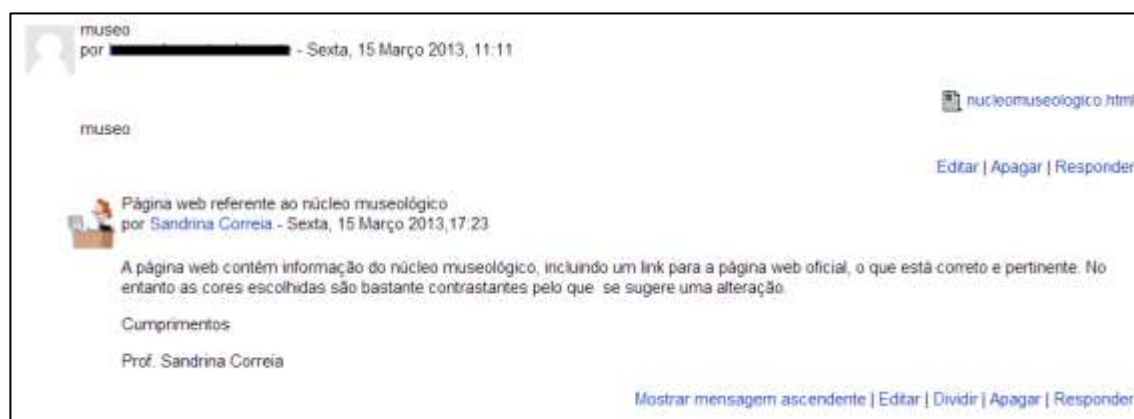 museo
por - Sexta, 15 Março 2013, 11:11
nucleomuseologico.html
museo
Editar | Apagar | Responder
Página web referente ao núcleo museológico
por Sandrina Correia - Sexta, 15 Março 2013,17:23
A página web contém informação do núcleo museológico, incluindo um link para a página web oficial, o que está correto e pertinente. No
entanto as cores escolhidas são bastante contrastantes pelo que se sugere uma alteração.
Cumprimentos
Prof. Sandrina Correia
Mostrar mensagem ascendente | Editar | Dividir | Apagar | Responder